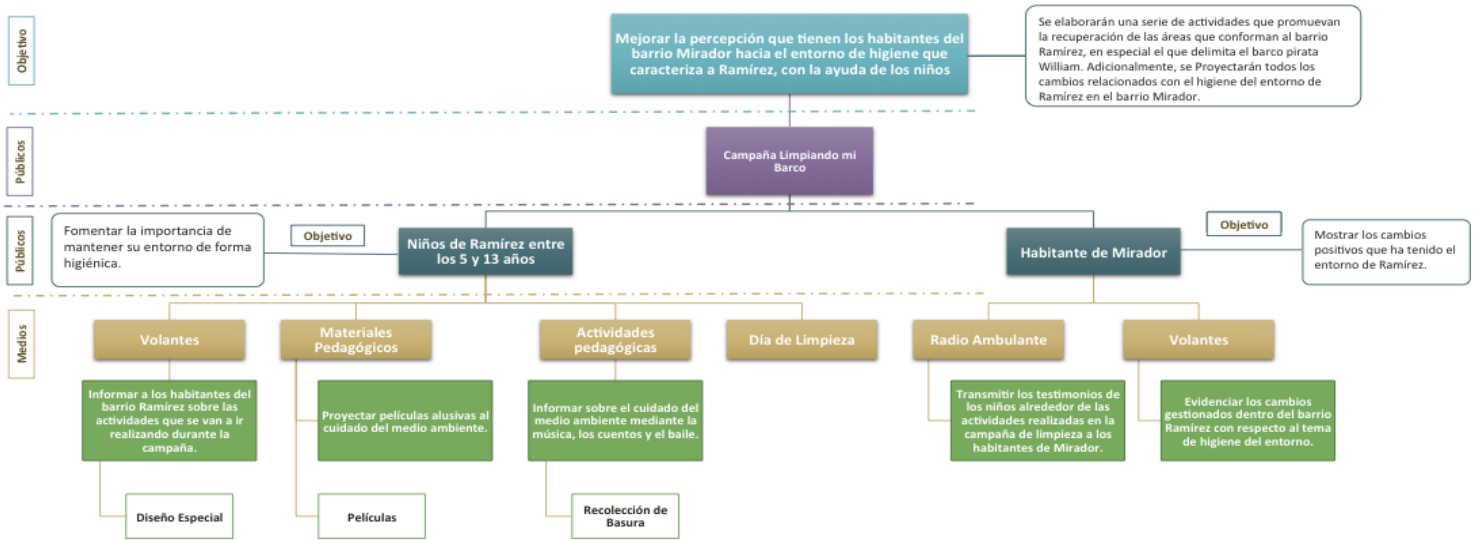 Objetivo
Mejorar la percepción que tienen los habitantes del
barrio Mirador hacia el entorno de higiene que
caracteriza a Ramírez, con la ayuda de los niños
Se elaborarán una serie de actividades que promuevan
la recuperación de las áreas que conforman al barrio
Ramírez, en especial el que delimita el barco pirata
William. Adicionalmente, se Proyectarán todos los
cambios relacionados con el higiene del entorno de
Ramírez en el barrio Mirador.
Públicos
Campaña Limpiando mi
Barco
Públicos
Fomentar la importancia de
mantener su entorno de forma
higiénica.
Objetivo
Niños de Ramírez entre
los 5 y 13 años
Habitante de Mirador
Objetivo
Mostrar los cambios
positivos que ha tenido el
entorno de Ramírez.
Medios
Volantes
Materiales
Pedagógicos
Actividades
pedagógicas
Día de Limpieza
Radio Ambulante
Volantes
Informar a los habitantes del
barrio Ramírez sobre las
actividades que se van a ir
realizando durante la
campaña.
Proyectar películas alusivas al
cuidado del medio ambiente.
Informar sobre el cuidado del
medio ambiente mediante la
música, los cuentos y el baile.
Transmitir los testimonios de
los niños alrededor de las
actividades realizadas en la
campaña de limpieza a los
habitantes de Mirador.
Evidenciar los cambios
gestionados dentro del barrio
Ramírez con respecto al tema
de higiene del entorno.
Diseño Especial
Películas
Recolección de
Basura